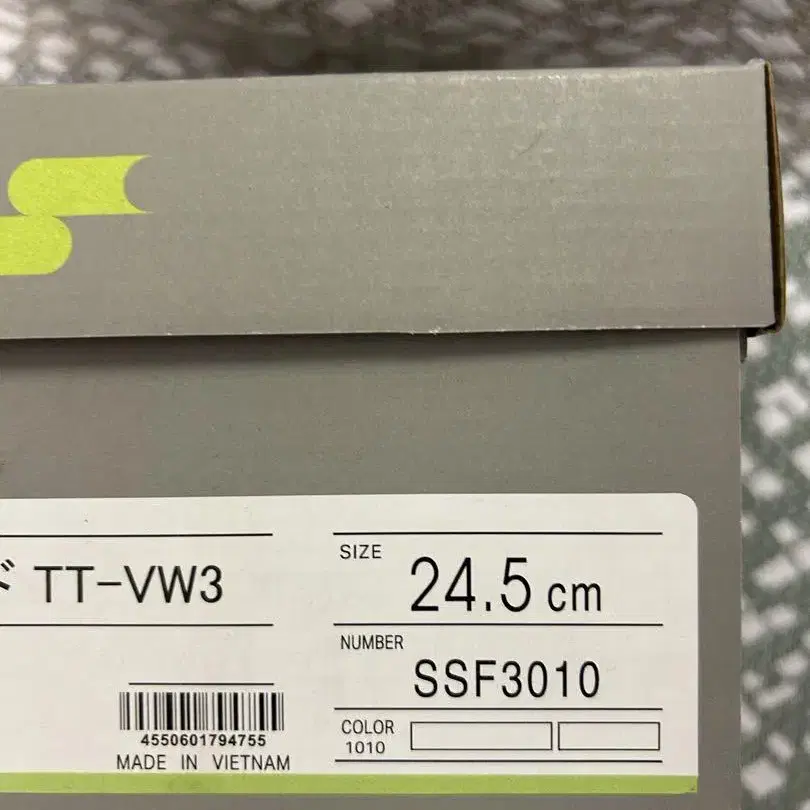 ド TT-VW3
SIZE
24.5 cm
NUMBER
SSF3010
COLOR
1010
4550601794755
MADE IN VIETNAM